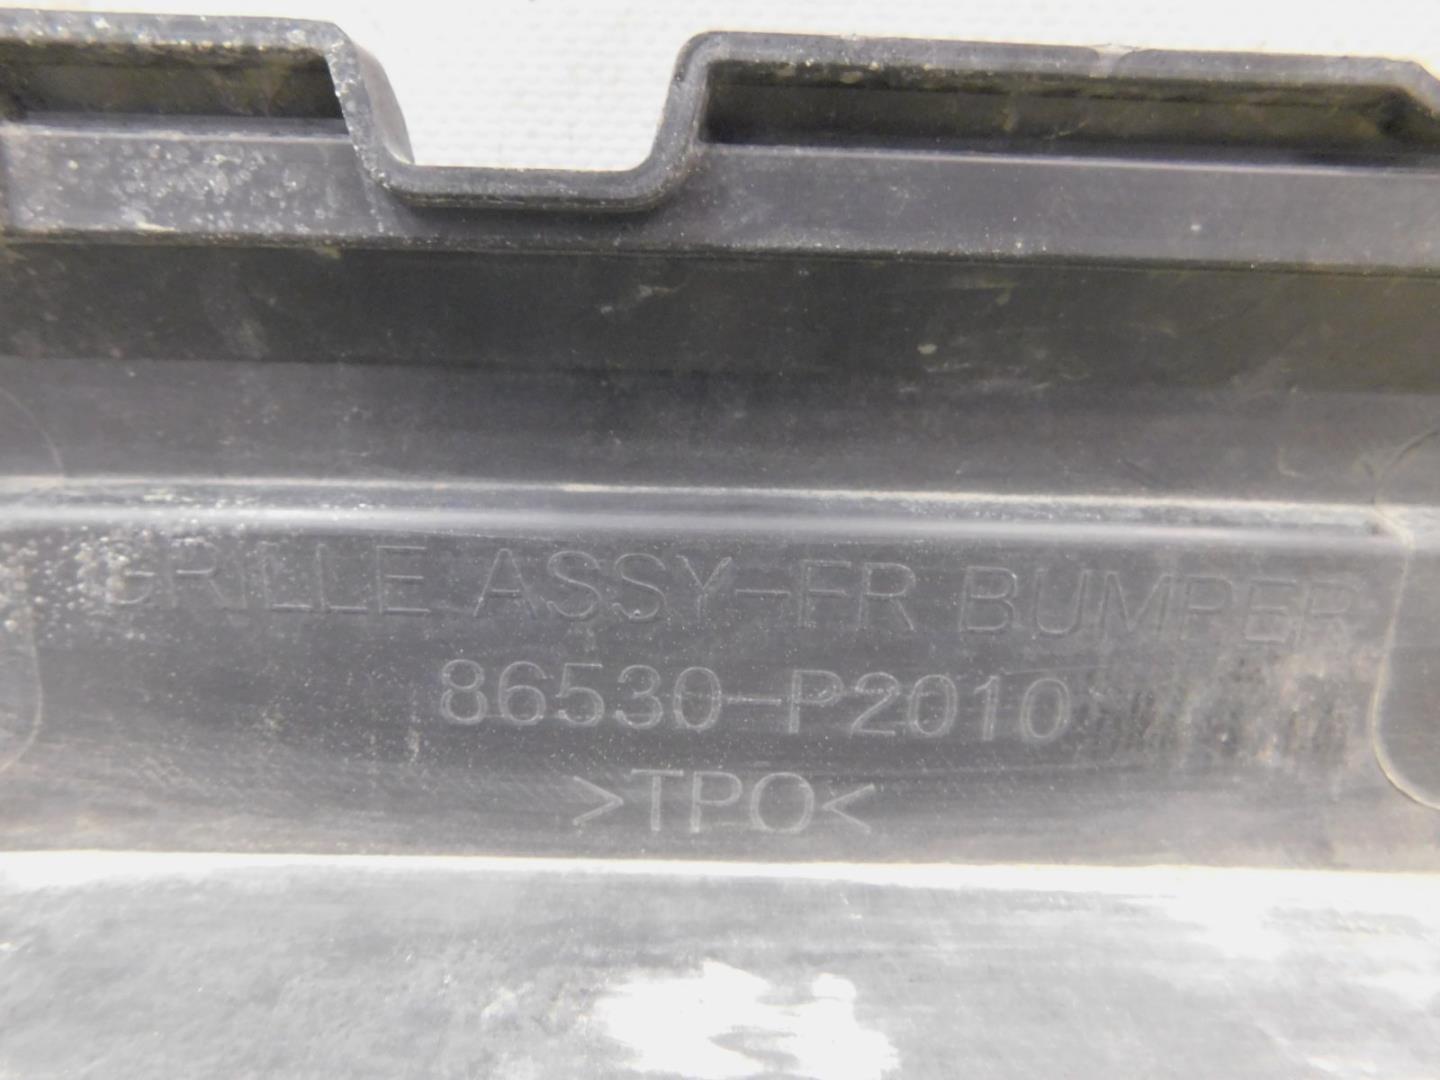 GRILLE ASSY-FR BUMPER
86530-P2010
>TPO<